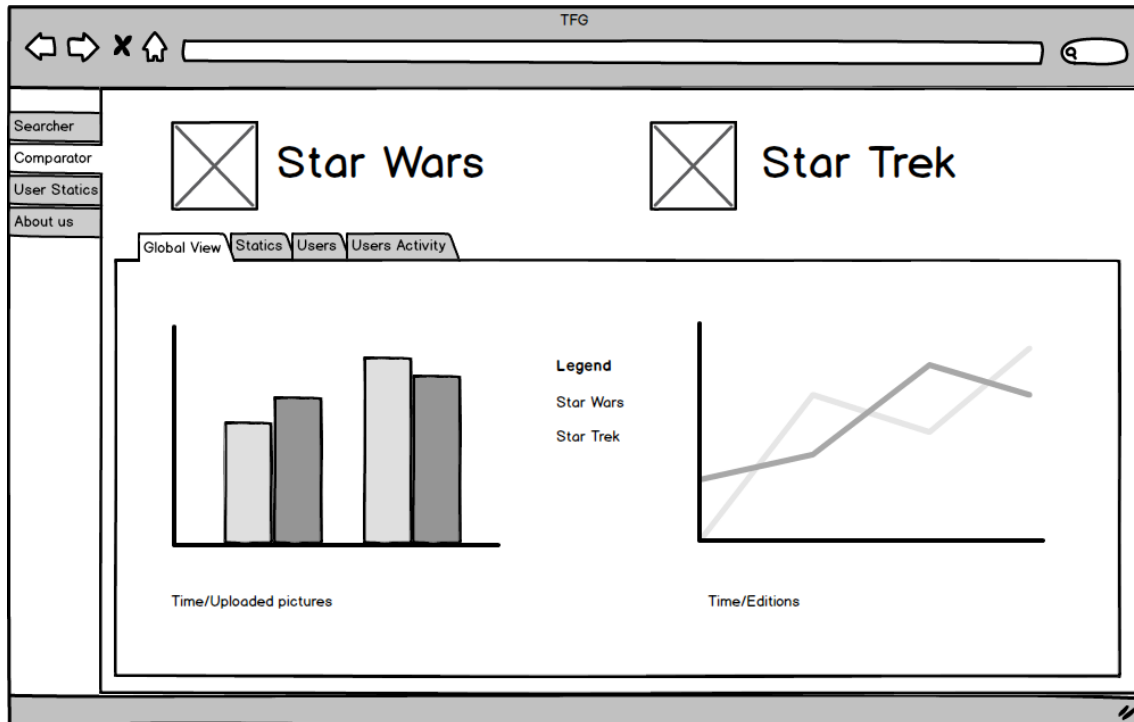 TFG
Searcher
Comparator
User Statics
About us
Star Wars
Star Trek
Global View
Statics
Users
Users Activity
Legend
Star Wars
Star Trek
Time/Uploaded pictures
Time/Editions